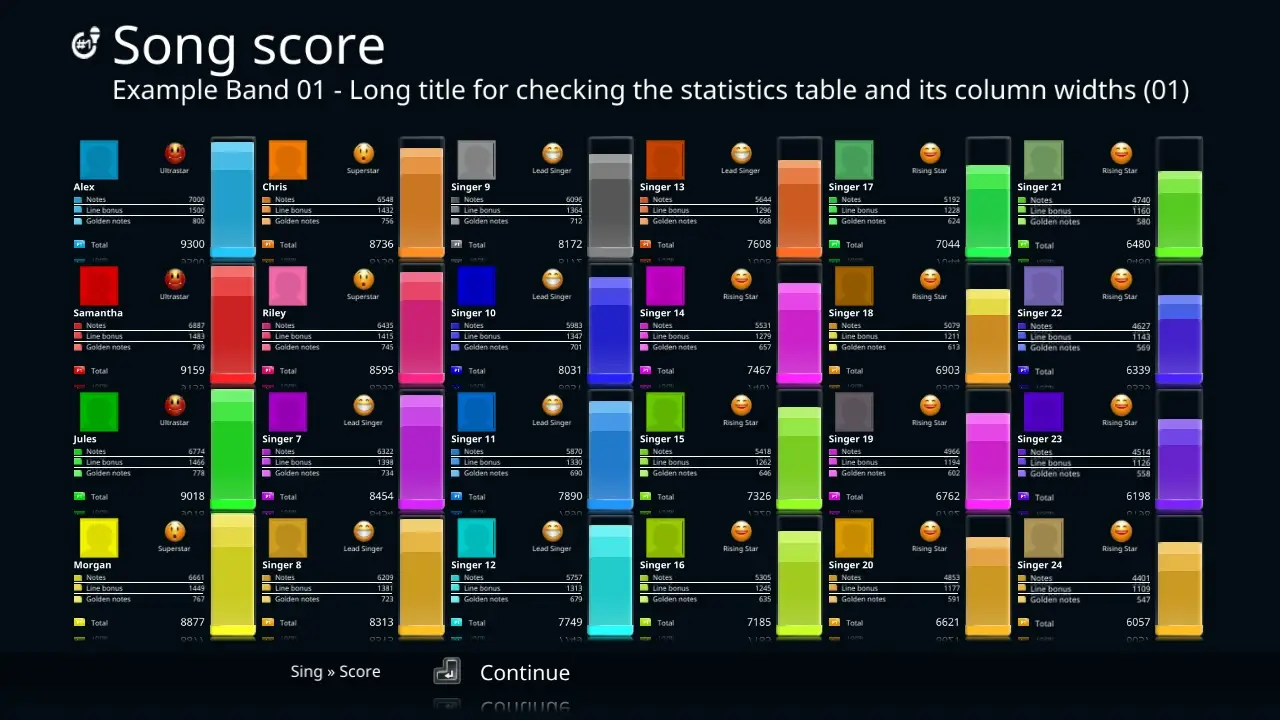 #1
Song score
Example Band 01 - Long title for checking the statistics table and its column widths (01)
Ultrastar
Alex
Notes 7000
Line bonus 1500
Golden notes 800
Total 9300
Superstar
Chris
Notes 6548
Line bonus 1432
Golden notes 756
Total 8736
Lead Singer
Singer 9
Notes 6096
Line bonus 1364
Golden notes 712
Total 8172
Lead Singer
Singer 13
Notes 5644
Line bonus 1296
Golden notes 668
Total 7608
Rising Star
Singer 17
Notes 5192
Line bonus 1228
Golden notes 624
Total 7044
Rising Star
Singer 21
Notes 4740
Line bonus 1160
Golden notes 580
Total 6480
Ultrastar
Samantha
Notes 6887
Line bonus 1483
Golden notes 789
Total 9159
Superstar
Riley
Notes 6435
Line bonus 1415
Golden notes 745
Total 8595
Lead Singer
Singer 10
Notes 5983
Line bonus 1347
Golden notes 701
Total 8031
Rising Star
Singer 14
Notes 5531
Line bonus 1279
Golden notes 657
Total 7467
Rising Star
Singer 18
Notes 5079
Line bonus 1211
Golden notes 613
Total 6903
Rising Star
Singer 22
Notes 4627
Line bonus 1143
Golden notes 569
Total 6339
Ultrastar
Jules
Notes 6774
Line bonus 1466
Golden notes 778
Total 9018
Lead Singer
Singer 7
Notes 6322
Line bonus 1398
Golden notes 734
Total 8454
Lead Singer
Singer 11
Notes 5870
Line bonus 1330
Golden notes 690
Total 7890
Rising Star
Singer 15
Notes 5418
Line bonus 1262
Golden notes 646
Total 7326
Rising Star
Singer 19
Notes 4966
Line bonus 1194
Golden notes 602
Total 6762
Rising Star
Singer 23
Notes 4514
Line bonus 1126
Golden notes 558
Total 6198
Superstar
Morgan
Notes 6661
Line bonus 1449
Golden notes 767
Total 8877
Lead Singer
Singer 8
Notes 6209
Line bonus 1381
Golden notes 723
Total 8313
Lead Singer
Singer 12
Notes 5757
Line bonus 1313
Golden notes 679
Total 7749
Rising Star
Singer 16
Notes 5305
Line bonus 1245
Golden notes 635
Total 7185
Rising Star
Singer 20
Notes 4853
Line bonus 1177
Golden notes 591
Total 6621
Rising Star
Singer 24
Notes 4401
Line bonus 1109
Golden notes 547
Total 6057
Sing » Score
Continue